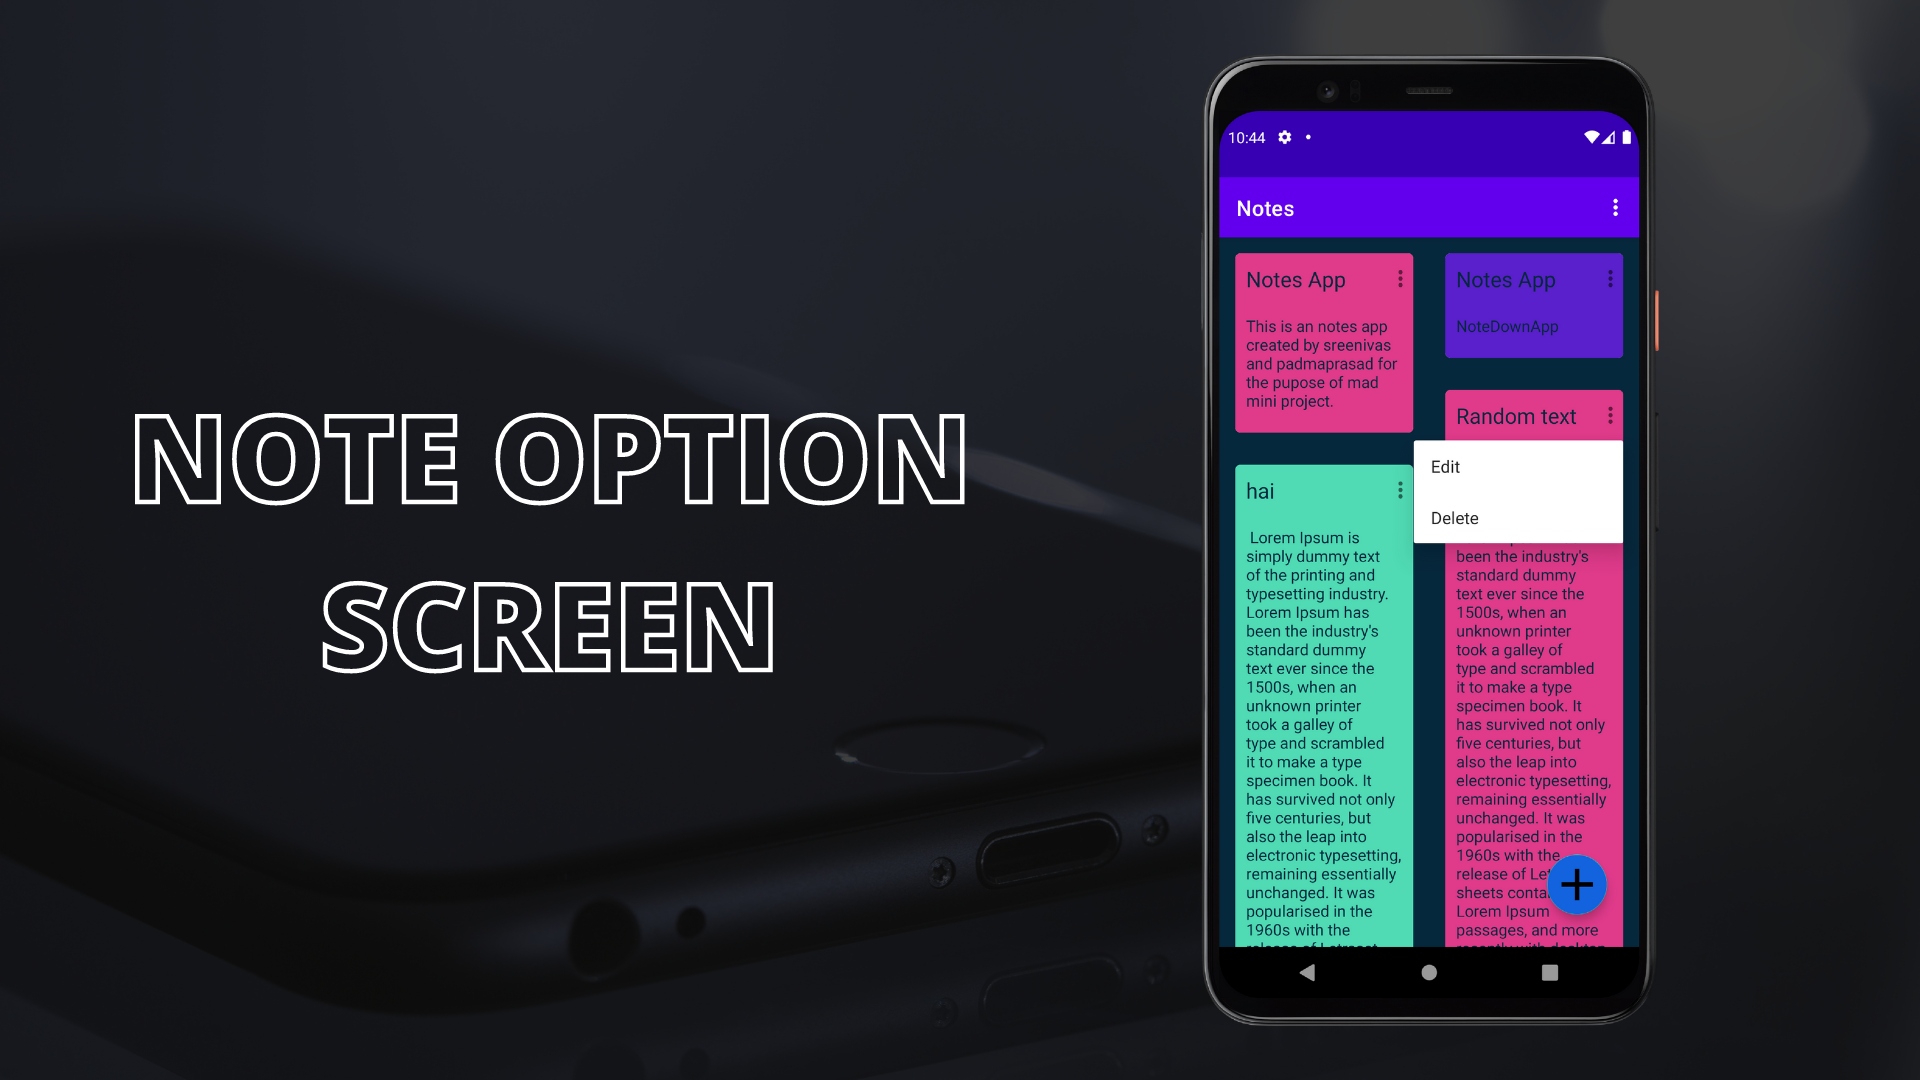 NOTE OPTION
SCREEN
10:44
Notes
Notes App
This is an notes app
created by sreenivas
and padmaprasad for
the pupose of mad
mini project.
Notes App
NoteDownApp
Random text
Edit
Delete
been the industry's
standard dummy
text ever since the
1500s, when an
unknown printer
took a galley of
type and scrambled
it to make a type
specimen book. It
has survived not only
five centuries, but
also the leap into
electronic typesetting,
remaining essentially
unchanged. It was
popularised in the
1960s with the
release of
sheets
Lorem Ipsum
passages, and more
recently with desktop
hai
Lorem Ipsum is
simply dummy text
of the printing and
typesetting industry.
Lorem Ipsum has
been the industry's
standard dummy
text ever since the
1500s, when an
unknown printer
took a galley of
type and scrambled
it to make a type
specimen book. It
has survived not only
five centuries, but
also the leap into
electronic typesetting,
remaining essentially
unchanged. It was
popularised in the
1960s with the
release of Letraset